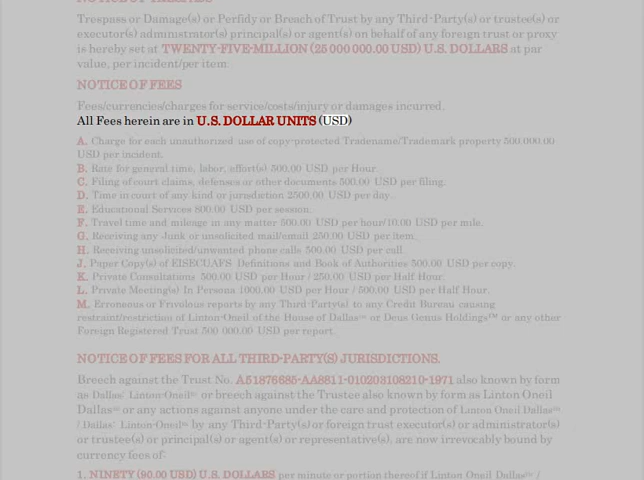 Trespass or Damage(s) or Perfidy or Breach of Trust by any Third-Party(s) or trustee(s) or
executor(s) administrator(s) principal(s) or agent(s) on behalf of any foreign trust or proxy
is hereby set at TWENTY-FIVE-MILLION (25 000 000.00 USD) U.S. DOLLARS at par
value, per incident/per item:
NOTICE OF FEES
Fees/currencies/charges for service/costs/injury or damages incurred.
All Fees herein are in U.S. DOLLAR UNITS (USD)
A. Charge for each unauthorized use of copy-protected Tradename/Trademark property 500.000.00
USD per incident.
B. Rate for general time, labor, effort(s) 500.00 USD per Hour.
C. Filing of court claims, defenses or other documents 500.00 USD per filing.
D. Time in court of any kind or jurisdiction 2500.00 USD per day.
E. Educational Services 800.00 USD per session.
F. Travel time and mileage in any matter 500.00 USD per hour/10.00 USD per mile.
G. Receiving any Junk or unsolicited mail/email 250.00 USD per item.
H. Receiving unsolicited/unwanted phone calls 500.00 USD per call.
J. Paper Copy(s) of EISECUAFS Definitions and Book of Authorities 500.00 USD per copy.
K. Private Consultations 500.00 USD per Hour / 250.00 USD per Half Hour.
L. Private Meeting(s) In Persona 1000.00 USD per Hour / 500.00 USD per Half Hour.
M. Erroneous or Frivolous reports by any Third-Party(s) to any Credit Bureau causing
restraint/restriction of Linton-Oneil of the House of Dallas℠ or Deus Genus Holdings™ or any other
Foreign Registered Trust 500 000.00 USD per report.
NOTICE OF FEES FOR ALL THIRD-PARTY(S) JURISDICTIONS.
Breach against the Trust No. A51876685-AA8811-010203108210-1971 also known by form
as Dallas' Linton-Oneil℠ or breach against the Trustee also known by form as Linton Oneil
Dallas℠ or any actions against anyone under the care and protection of Linton Oneil Dallas℠
/ Dallas' Linton-Oneil℠ by any Third-Party(s) or foreign trust executor(s) or administrator(s)
or trustee(s) or principal(s) or agent(s) or representative(s), are now irrevocably bound by
currency fees of:
1. NINETY (90.00 USD) U.S. DOLLARS per minute or portion thereof if Linton Oneil Dallas℠ /